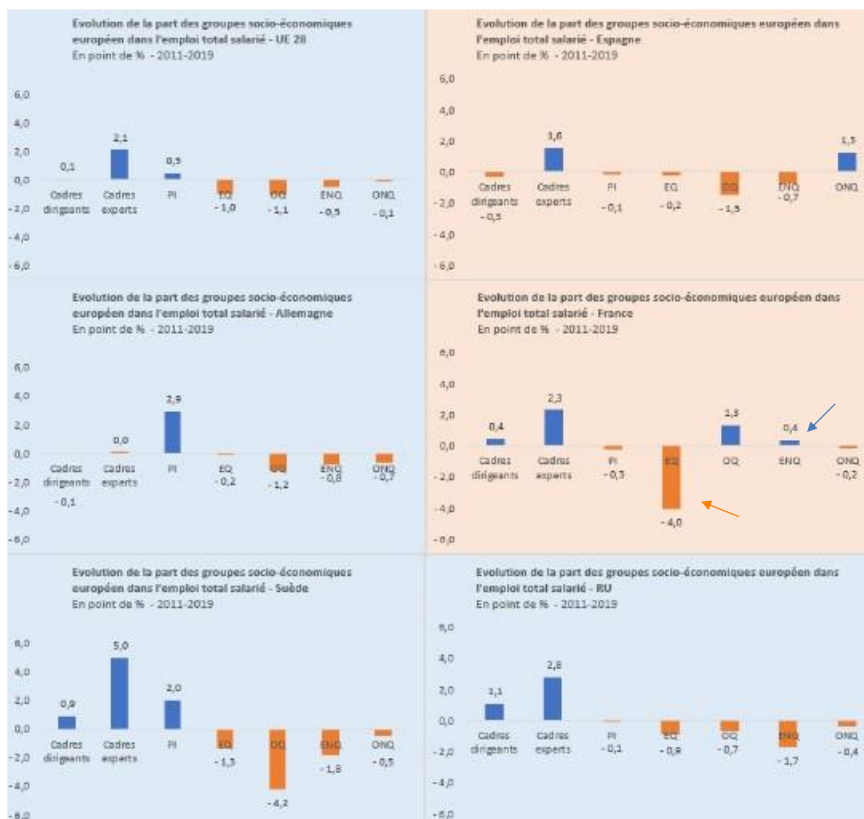 Evolution de la part des groupes socio-économiques
européen dans l'emploi total salarié - UE 28
En point de % - 2011-2019
6,0
4,0
2,0
0,0
- 2,0
- 4,0
- 6,0
0,1
2,1
0,5
- 1,0
- 1,1
- 0,5
- 0,1
Cadres
dirigeants
Cadres
experts
PI
EQ
OQ
ENQ
ONQ
Evolution de la part des groupes socio-économiques européen dans
l'emploi total salarié - Espagne
En point de % - 2011-2019
6,0
4,0
2,0
0,0
- 2,0
- 4,0
- 6,0
- 0,3
1,6
- 0,1
- 0,2
- 1,5
- 0,7
1,3
Cadres
dirigeants
Cadres
experts
PI
EQ
OQ
ENQ
ONQ
Evolution de la part des groupes socio-économiques
européen dans l'emploi total salarié - Allemagne
En point de % - 2011-2019
6,0
4,0
2,0
0,0
- 2,0
- 4,0
- 6,0
- 0,1
0,0
2,9
- 0,2
- 1,2
- 0,8
- 0,7
Cadres
dirigeants
Cadres
experts
PI
EQ
OQ
ENQ
ONQ
Evolution de la part des groupes socio-économiques européen dans
l'emploi total salarié - France
En point de % - 2011-2019
6,0
4,0
2,0
0,0
- 2,0
- 4,0
- 6,0
0,4
2,3
- 0,3
- 4,0
1,3
0,4
- 0,2
Cadres
dirigeants
Cadres
experts
PI
EQ
OQ
ENQ
ONQ
Evolution de la part des groupes socio-économiques
européen dans l'emploi total salarié - Suède
En point de % - 2011-2019
6,0
4,0
2,0
0,0
- 2,0
- 4,0
- 6,0
0,9
5,0
2,0
- 1,3
- 4,2
- 1,8
- 0,5
Cadres
dirigeants
Cadres
experts
PI
EQ
OQ
ENQ
ONQ
Evolution de la part des groupes socio-économiques européen dans
l'emploi total salarié - RU
En point de % - 2011-2019
6,0
4,0
2,0
0,0
- 2,0
- 4,0
- 6,0
1,1
2,8
- 0,1
- 0,9
- 0,7
- 1,7
- 0,4
Cadres
dirigeants
Cadres
experts
PI
EQ
OQ
ENQ
ONQ